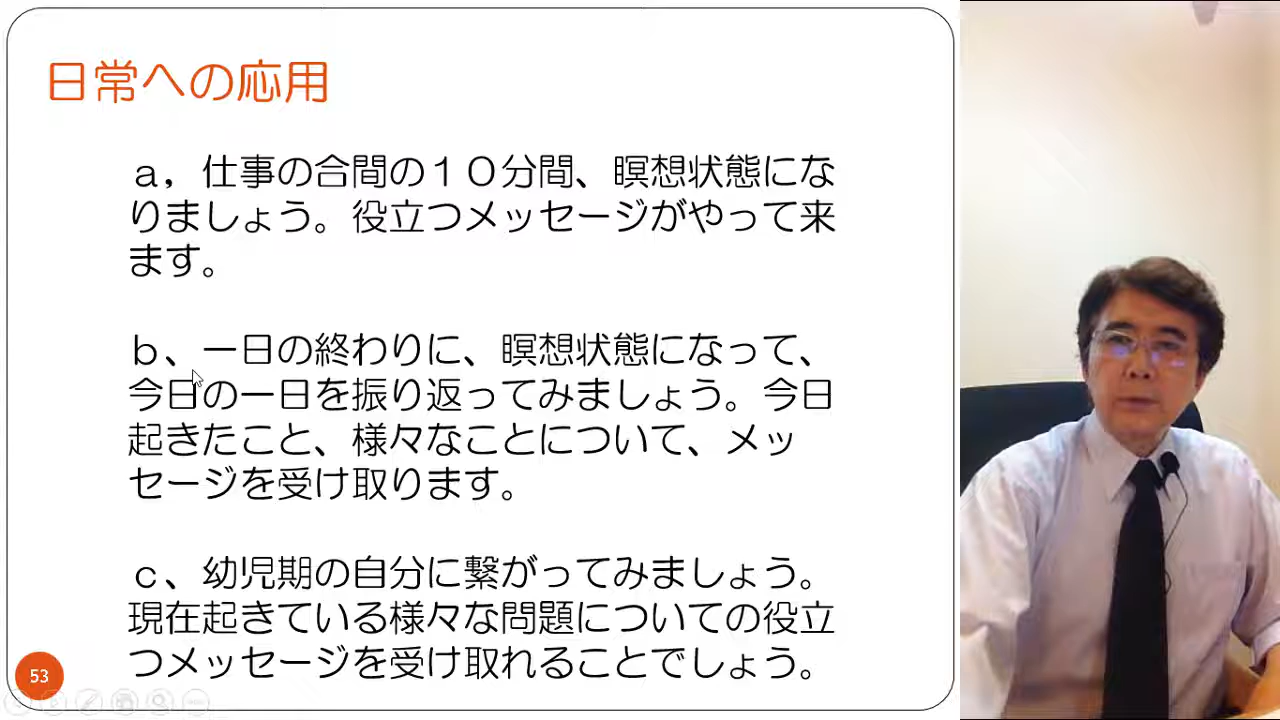 日常への応用
ａ，仕事の合間の１０分間、瞑想状態にな
りましょう。役立つメッセージがやって来
ます。
ｂ、一日の終わりに、瞑想状態になって、
今日の一日を振り返ってみましょう。今日
起きたこと、様々なことについて、メッ
セージを受け取ります。
ｃ、幼児期の自分に繋がってみましょう。
現在起きている様々な問題についての役立
つメッセージを受け取れることでしょう。
53